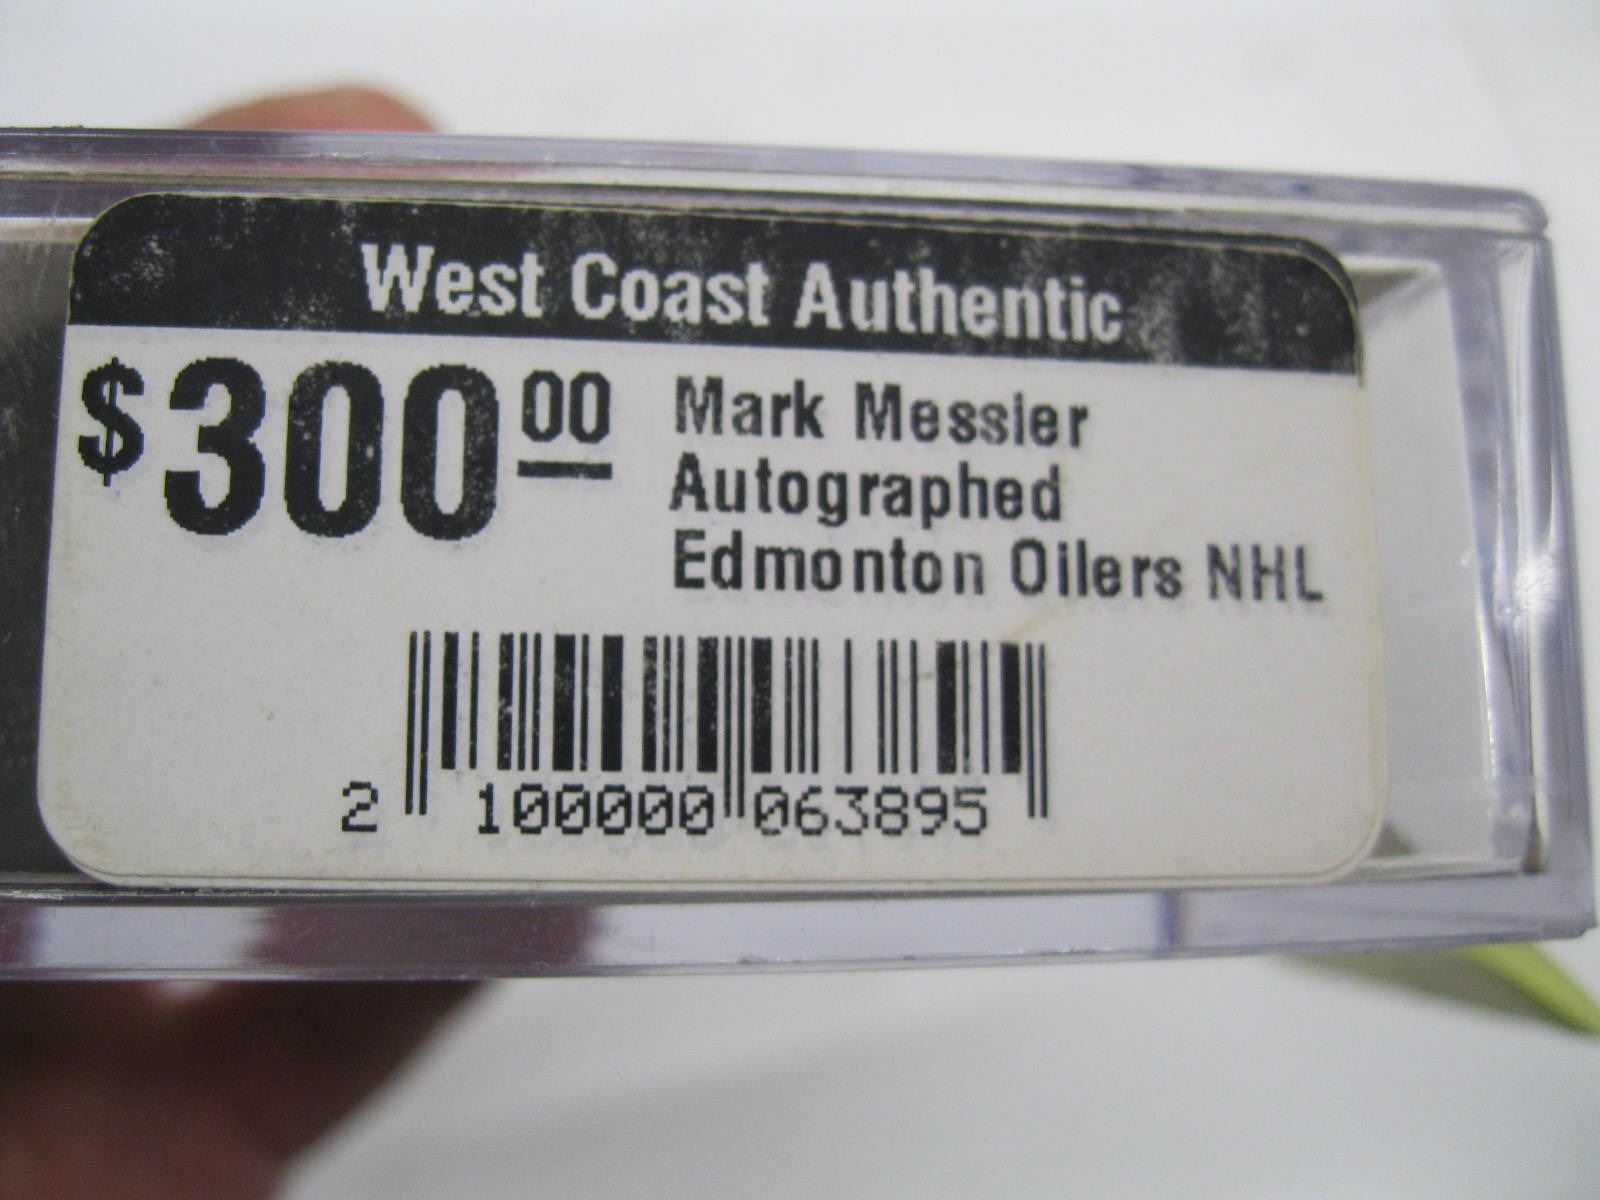 West Coast Authentic
$300.00
Mark Messier
Autographed
Edmonton Oilers NHL
2 100000 063895